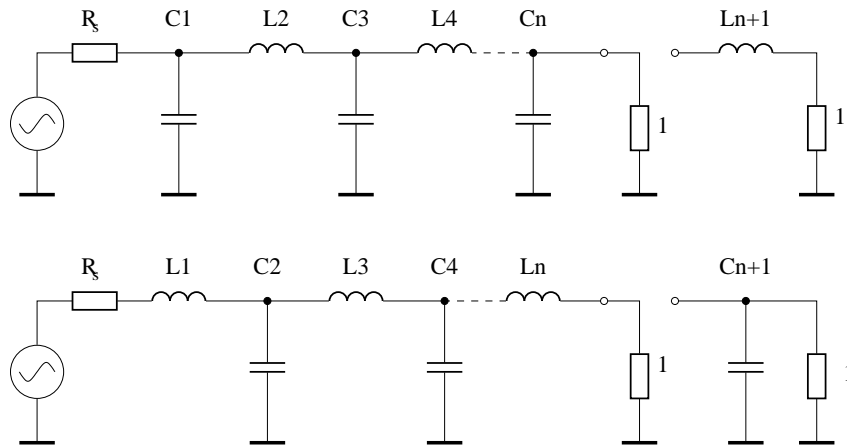 Rs C1 L2 C3 L4 Cn Ln+1
1 1
Rs L1 C2 L3 C4 Ln Cn+1
1